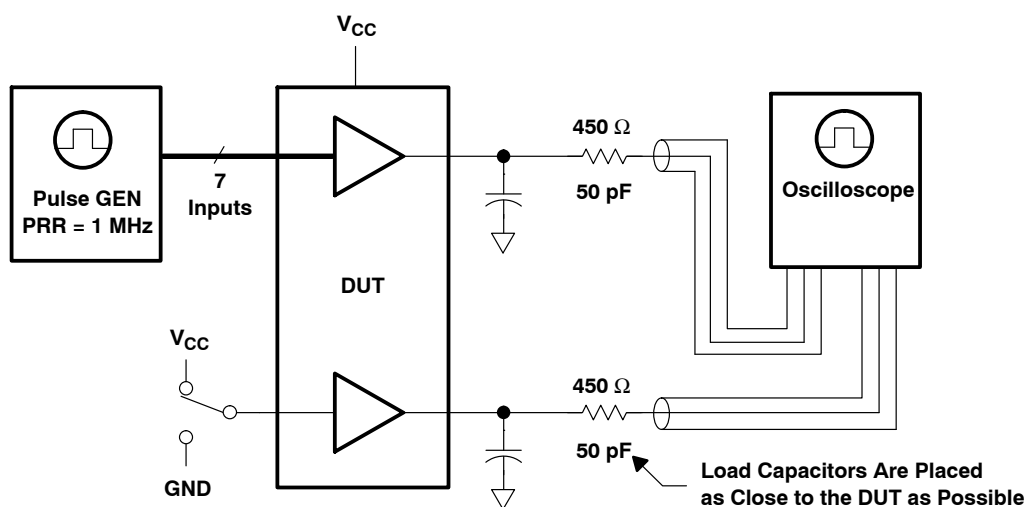 VCC
Pulse GEN
PRR = 1 MHz
7
Inputs
450 Ω
50 pF
Oscilloscope
DUT
VCC
GND
450 Ω
50 pF
Load Capacitors Are Placed
as Close to the DUT as Possible